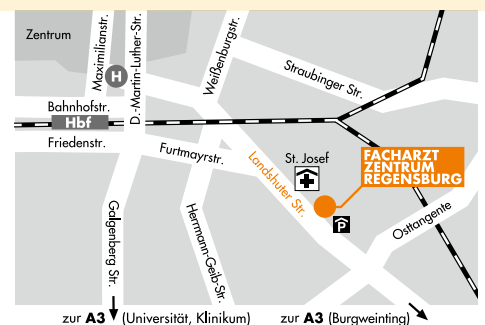 Zentrum
Maximilianstr.
D.-Martin-Luther-Str.
Weißenburgstr.
Straubinger Str.
H
Bahnhofstr.
Hbf
Friedenstr.
Furtmayrstr.
Landshuter Str.
St. Josef
FACHARZT
ZENTRUM
REGENSBURG
P
Galgenberg Str.
Herrmann-Geib-Str.
Osttangente
zur A3 (Universität, Klinikum)
zur A3 (Burgweinting)